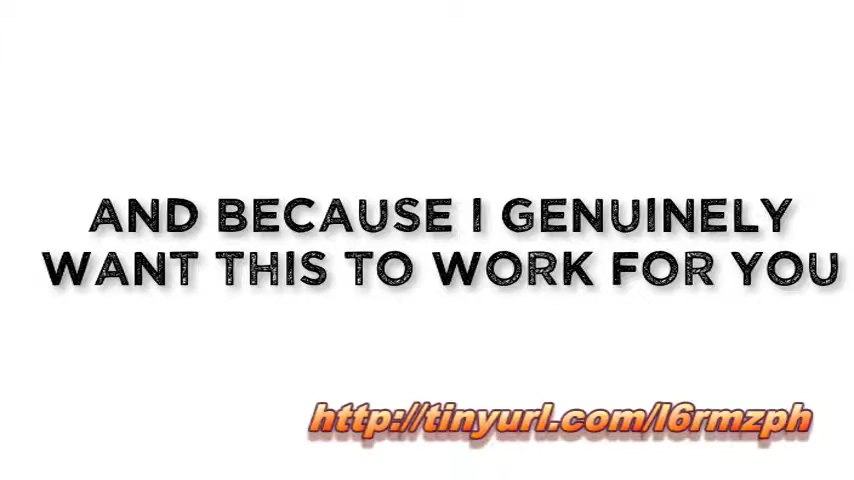 AND BECAUSE I GENUINELY
WANT THIS TO WORK FOR YOU
http://tinyurl.com/l6rmzph